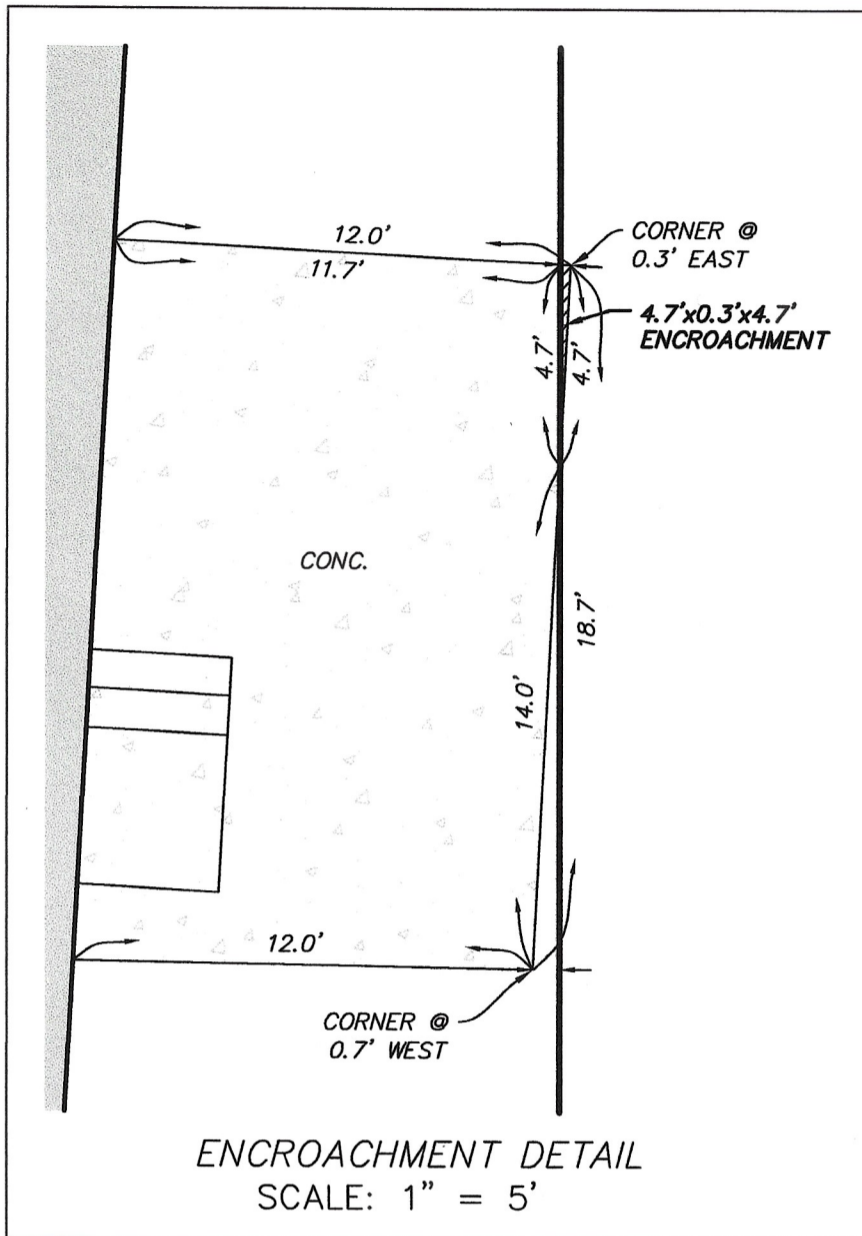 12.0'
11.7'
CORNER @
0.3' EAST
4.7'x0.3'x4.7'
ENCROACHMENT
4.7'
4.7'
CONC.
18.7'
14.0'
12.0'
CORNER @
0.7' WEST
ENCROACHMENT DETAIL
SCALE: 1" = 5'